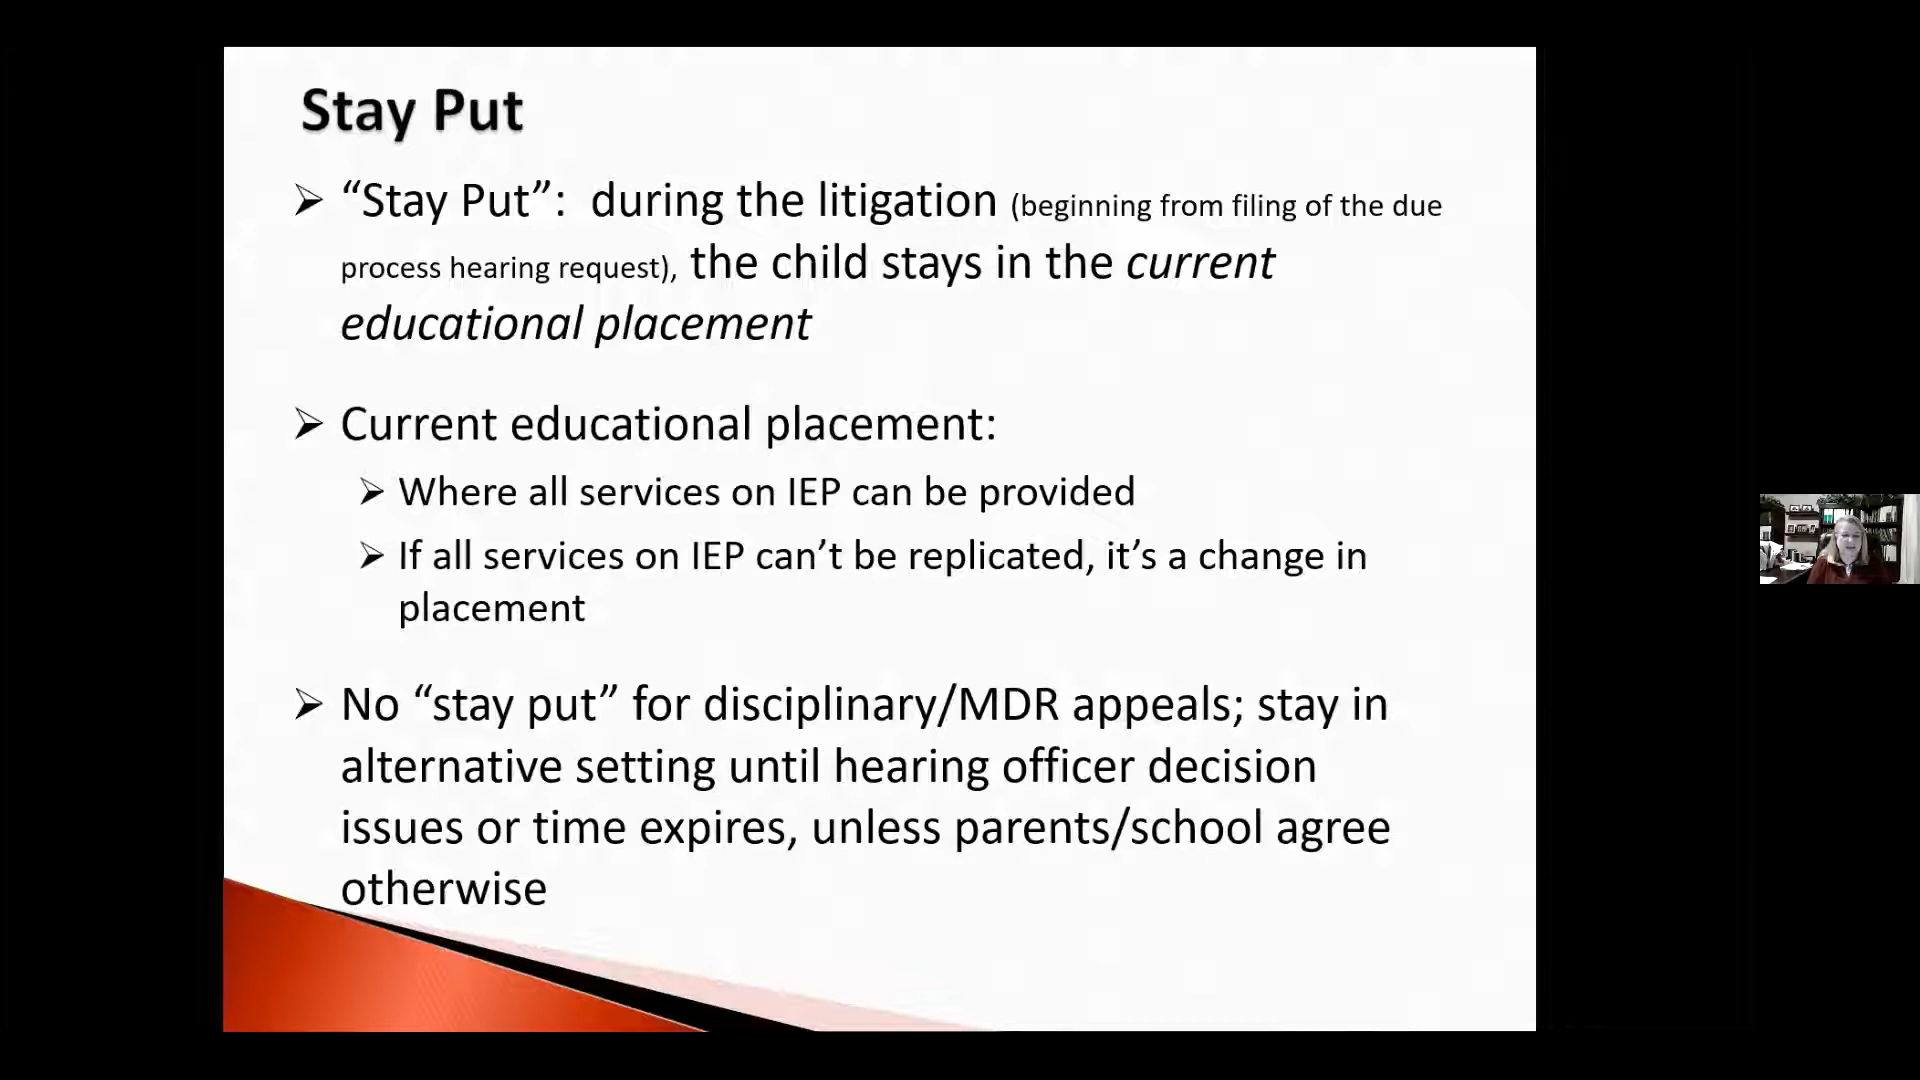 Stay Put
➢ “Stay Put”:  during the litigation (beginning from filing of the due
process hearing request), the child stays in the current
educational placement
➢ Current educational placement:
➢ Where all services on IEP can be provided
➢ If all services on IEP can’t be replicated, it’s a change in
placement
➢ No “stay put” for disciplinary/MDR appeals; stay in
alternative setting until hearing officer decision
issues or time expires, unless parents/school agree
otherwise